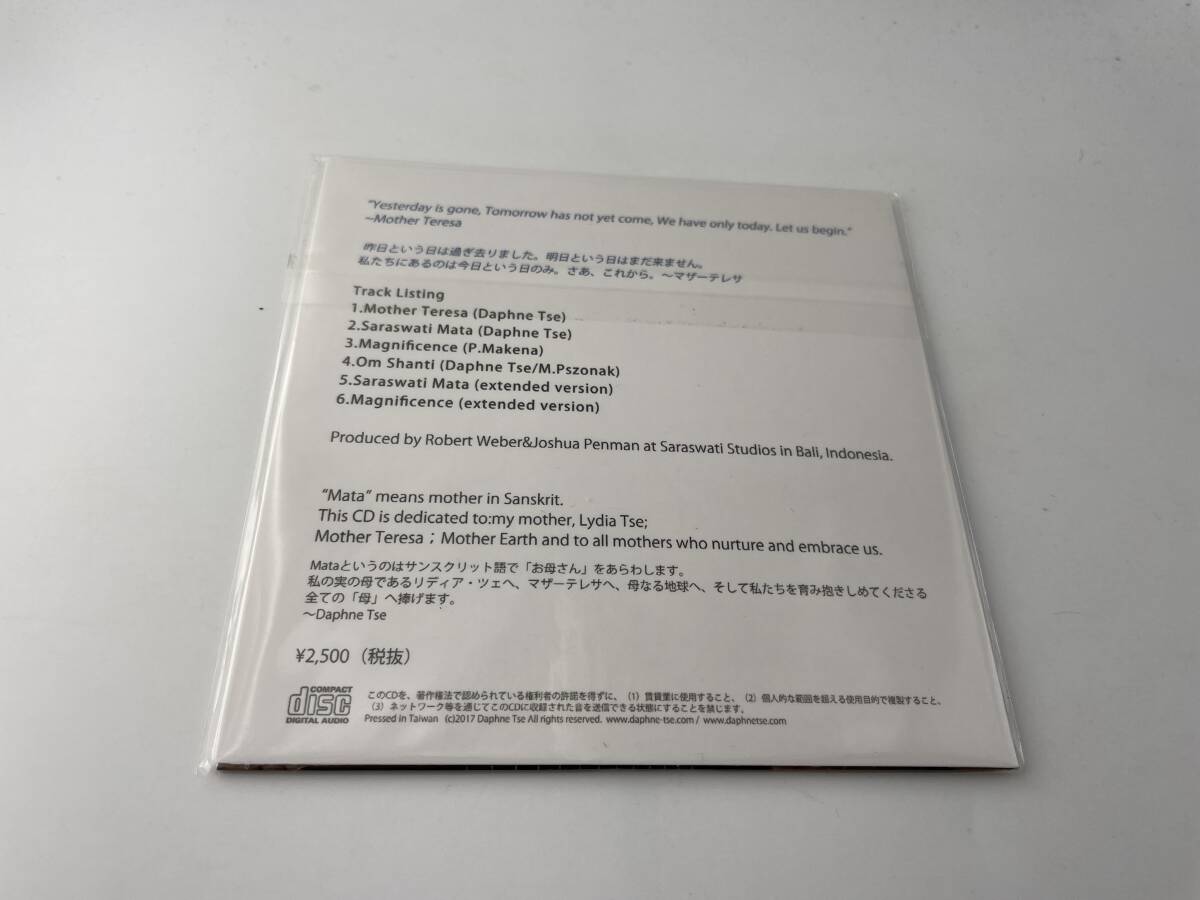 "Yesterday is gone, Tomorrow has not yet come, We have only today. Let us begin."
~Mother Teresa
昨日という日は過ぎ去りました。明日という日はまだ来ません。
私たちにあるのは今日という日のみ。さあ、これから。～マザーテレサ
Track Listing
1.Mother Teresa (Daphne Tse)
2.Saraswati Mata (Daphne Tse)
3.Magnificence (P.Makena)
4.Om Shanti (Daphne Tse/M.Pszonak)
5.Saraswati Mata (extended version)
6.Magnificence (extended version)
Produced by Robert Weber&Joshua Penman at Saraswati Studios in Bali, Indonesia.
"Mata" means mother in Sanskrit.
This CD is dedicated to:my mother, Lydia Tse;
Mother Teresa；Mother Earth and to all mothers who nurture and embrace us.
Mataというのはサンスクリット語で「お母さん」をあらわします。
私の実の母であるリディア・ツェへ、マザーテレサへ、母なる地球へ、そして私たちを育み抱きしめてくださる
全ての「母」へ捧げます。
～Daphne Tse
¥2,500（税抜）
COMPACT
disc
DIGITAL AUDIO
このCDを、著作権法で認められている権利者の許諾を得ずに、（1）賃貸業に使用すること、（2）個人的な範囲を超える使用目的で複製すること、
（3）ネットワーク等を通じてこのCDに収録された音を送信できる状態にすることを禁じます。
Pressed in Taiwan (c)2017 Daphne Tse All rights reserved. www.daphne-tse.com / www.daphnetse.com